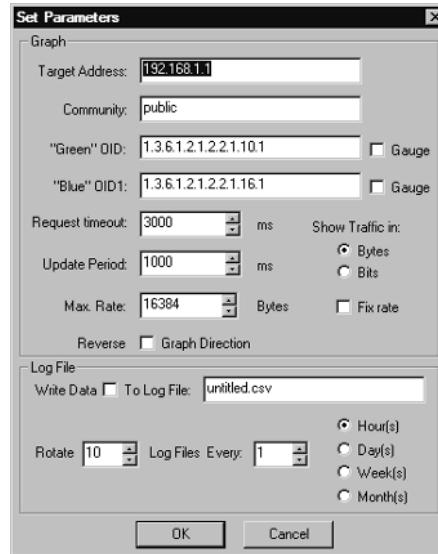 Set Parameters
Graph
Target Address: 192.168.1.1
Community: public
"Green" OID: 1.3.6.1.2.1.2.2.1.10.1 Gauge
"Blue" OID1: 1.3.6.1.2.1.2.2.1.16.1 Gauge
Request timeout: 3000 ms Show Traffic in:
Bytes
Update Period: 1000 ms
Bits
Max. Rate: 16384 Bytes Fix rate
Reverse Graph Direction
Log File
Write Data To Log File: untitled.csv
Hour(s)
Rotate 10 Log Files Every: 1 Day(s)
Week(s)
Month(s)
OK Cancel